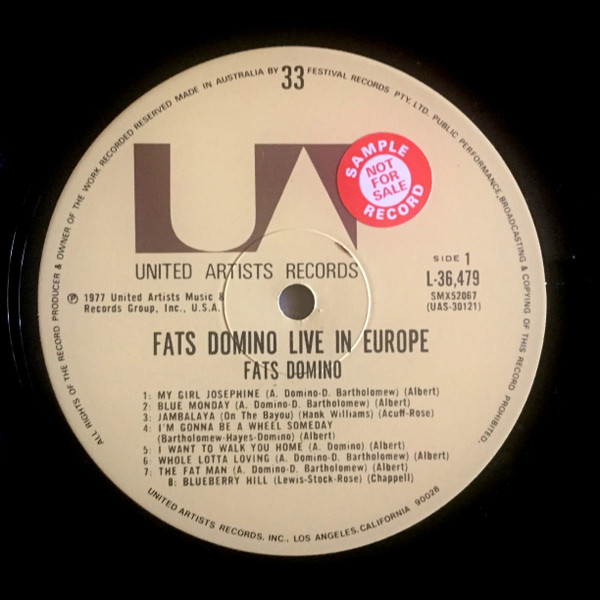 ALL RIGHTS OF THE RECORD PRODUCER & OWNER OF THE WORK RECORDED RESERVED MADE IN AUSTRALIA BY 33 FESTIVAL RECORDS PTY. LTD. PUBLIC PERFORMANCE, BROADCASTING & COPYING OF THIS RECORD PROHIBITED.
UA
SAMPLE
NOT
FOR
SALE
RECORD
UNITED ARTISTS RECORDS
SIDE 1
L-36,479
SMX52067
(UAS-30121)
Ⓟ 1977 United Artists Music &
Records Group, Inc., U.S.A.
FATS DOMINO LIVE IN EUROPE
FATS DOMINO
1: MY GIRL JOSEPHINE (A. Domino-D. Bartholomew) (Albert)
2: BLUE MONDAY (A. Domino-D. Bartholomew) (Albert)
3: JAMBALAYA (On The Bayou) (Hank Williams) (Acuff-Rose)
4: I'M GONNA BE A WHEEL SOMEDAY
(Bartholomew-Hayes-Domino) (Albert)
5: I WANT TO WALK YOU HOME (A. Domino) (Albert)
6: WHOLE LOTTA LOVING (A. Domino-D. Bartholomew) (Albert)
7: THE FAT MAN (A. Domino-D. Bartholomew) (Albert)
8: BLUEBERRY HILL (Lewis-Stock-Rose) (Chappell)
UNITED ARTISTS RECORDS, INC., LOS ANGELES, CALIFORNIA 90028